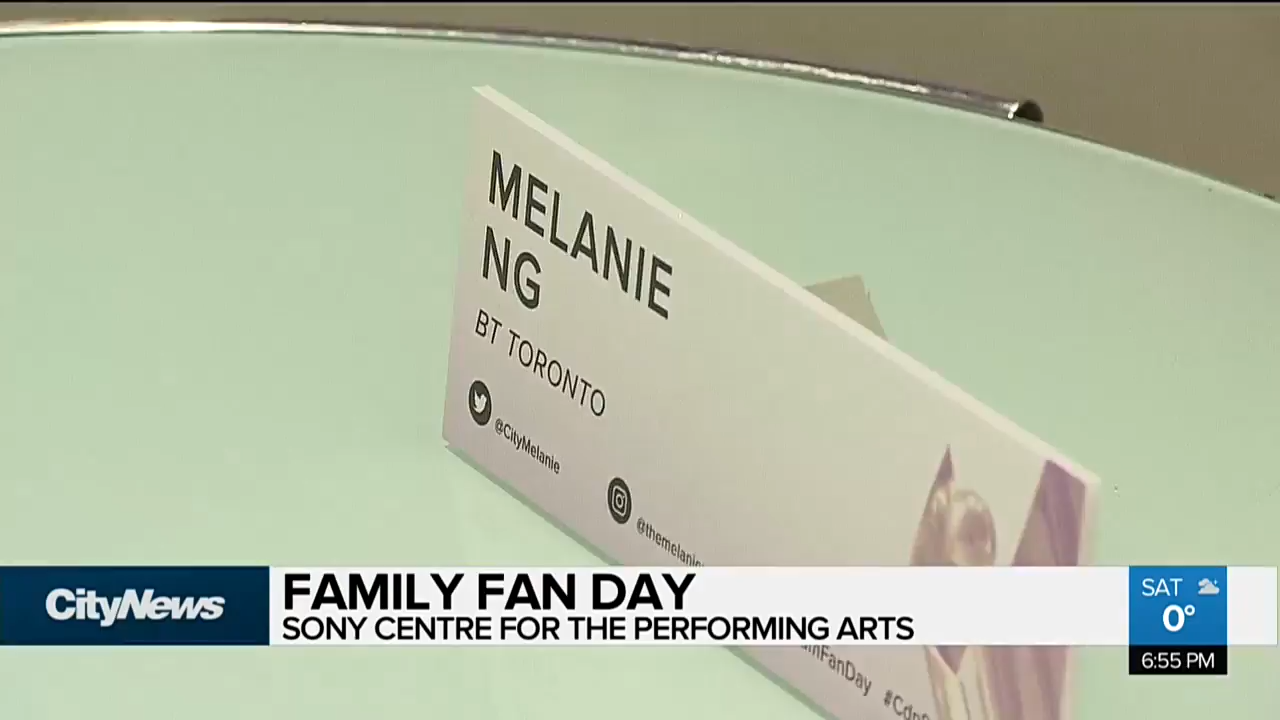 MELANIE
NG
BT TORONTO
@CityMelanie
CityNews
FAMILY FAN DAY
SONY CENTRE FOR THE PERFORMING ARTS
SAT
0°
6:55 PM